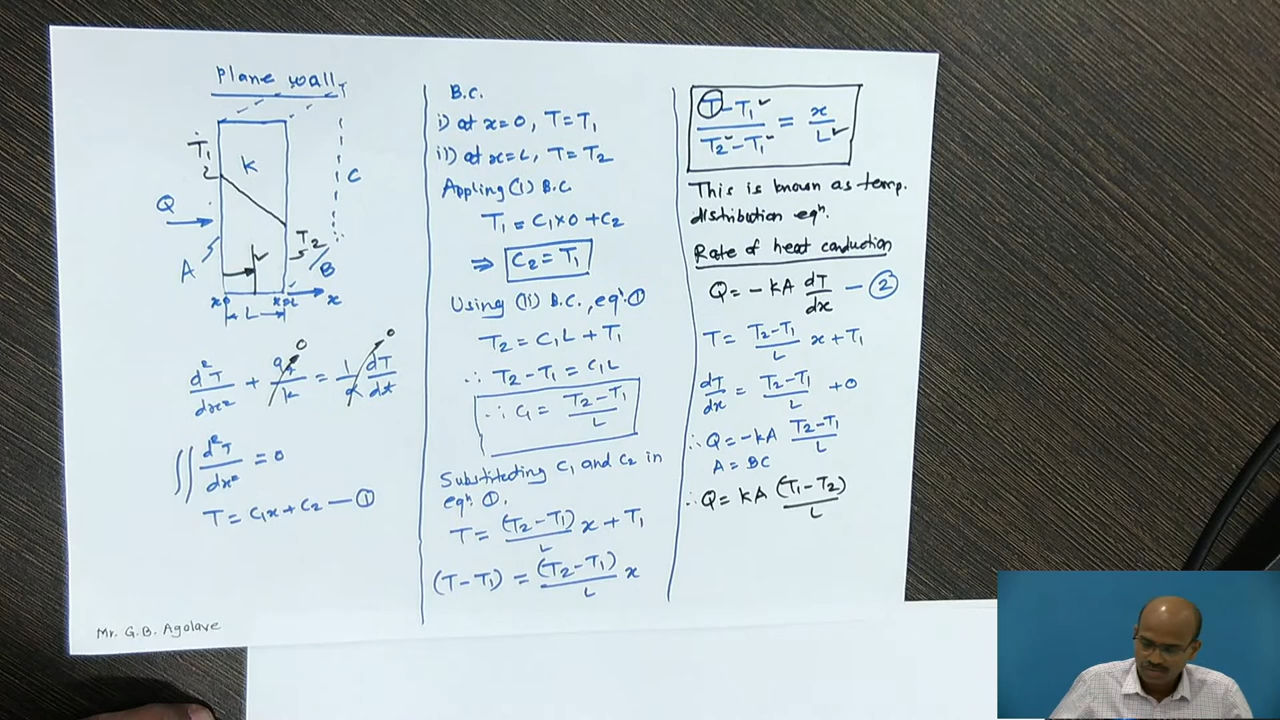 Plane wall
T
T1
K
C
Q
T2
A
B
x=0
x=L
x
L
d²T/dx² + qg/k = 1/α dT/dt
0
0
∬ d²T/dx² = 0
T = C1x + C2 — ①
Mr. G.B. Agolave
B.C.
i) at x=0, T=T1
ii) at x=L, T=T2
Appling (i) B.C.
T1 = C1×0 + C2
⇒ C2 = T1
Using (ii) B.C., eqⁿ ①
T2 = C1L + T1
∴ T2-T1 = C1L
∴ C1 = T2-T1/L
Substituting C1 and C2 in
eqⁿ ①.
T = (T2-T1)/L x + T1
(T-T1) = (T2-T1)/L x
T-T1/T2-T1 = x/L
This is known as temp.
distribution eqⁿ.
Rate of heat conduction
Q = -kA dT/dx — ②
T = T2-T1/L x + T1
dT/dx = T2-T1/L + 0
∴ Q = -kA T2-T1/L
A = BC
∴ Q = kA (T1-T2)/L